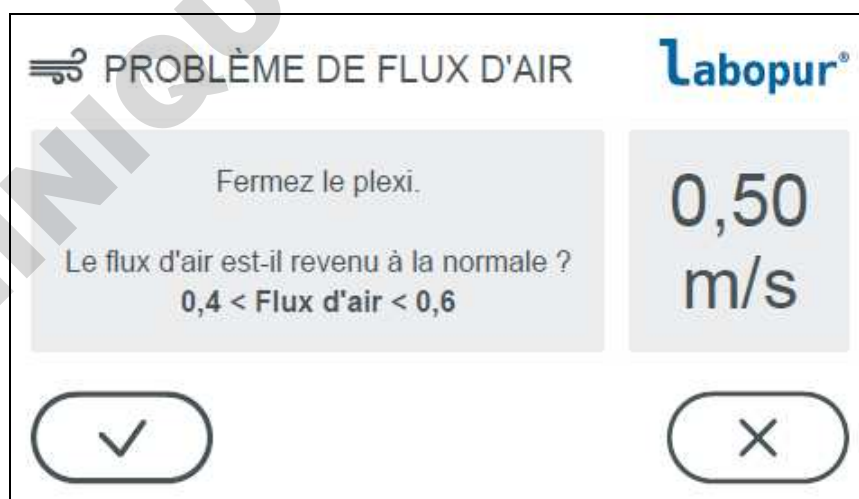 PROBLÈME DE FLUX D'AIR
Labopur®
Fermez le plexi.
Le flux d'air est-il revenu à la normale ?
0,4 < Flux d'air < 0,6
0,50
m/s